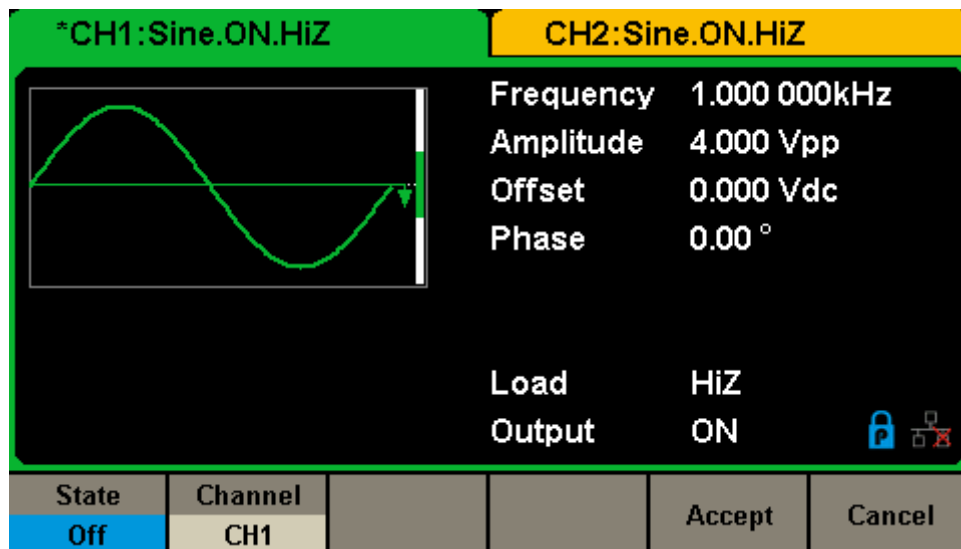 *CH1:Sine.ON.HiZ
CH2:Sine.ON.HiZ
Frequency 1.000 000kHz
Amplitude 4.000 Vpp
Offset 0.000 Vdc
Phase 0.00 °
Load HiZ
Output ON
P
State Channel Accept Cancel
Off CH1